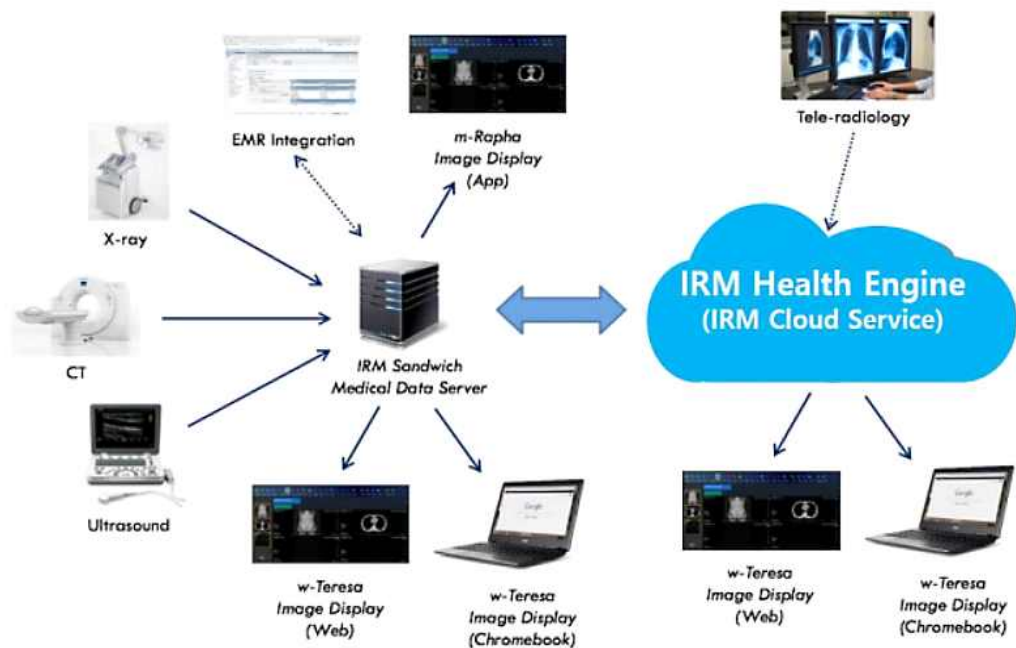 EMR Integration
m-Rapha
Image Display
(App)
Tele-radiology
X-ray
IRM Health Engine
(IRM Cloud Service)
CT
IRM Sandwich
Medical Data Server
Ultrasound
Google
Google
w-Teresa
Image Display
(Web)
w-Teresa
Image Display
(Chromebook)
w-Teresa
Image Display
(Web)
w-Teresa
Image Display
(Chromebook)